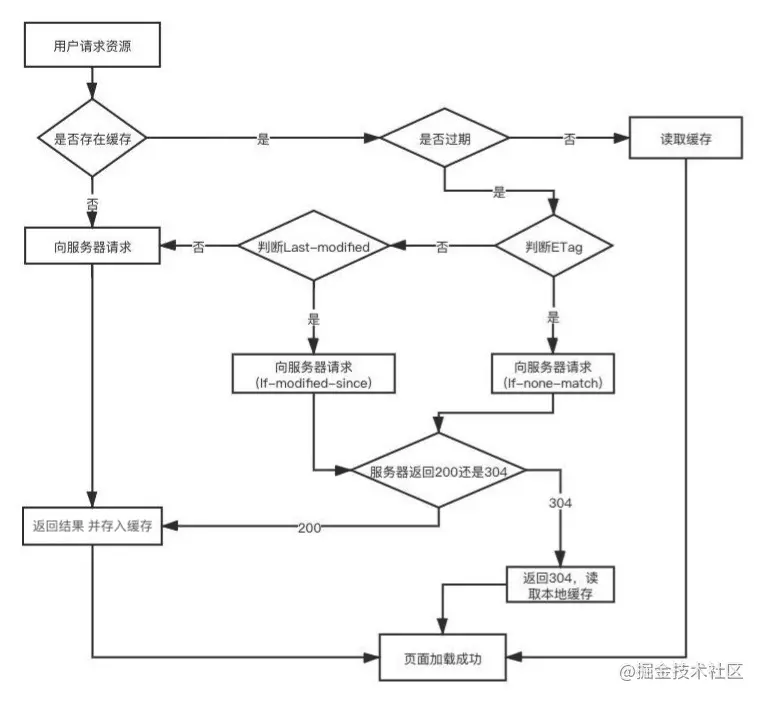 用户请求资源
是否存在缓存
是
是否过期
否
读取缓存
否
是
向服务器请求
否
判断Last-modified
否
判断ETag
是
是
向服务器请求
(If-modified-since)
向服务器请求
(If-none-match)
服务器返回200还是304
304
返回结果 并存入缓存
200
返回304，读
取本地缓存
页面加载成功
@掘金技术社区